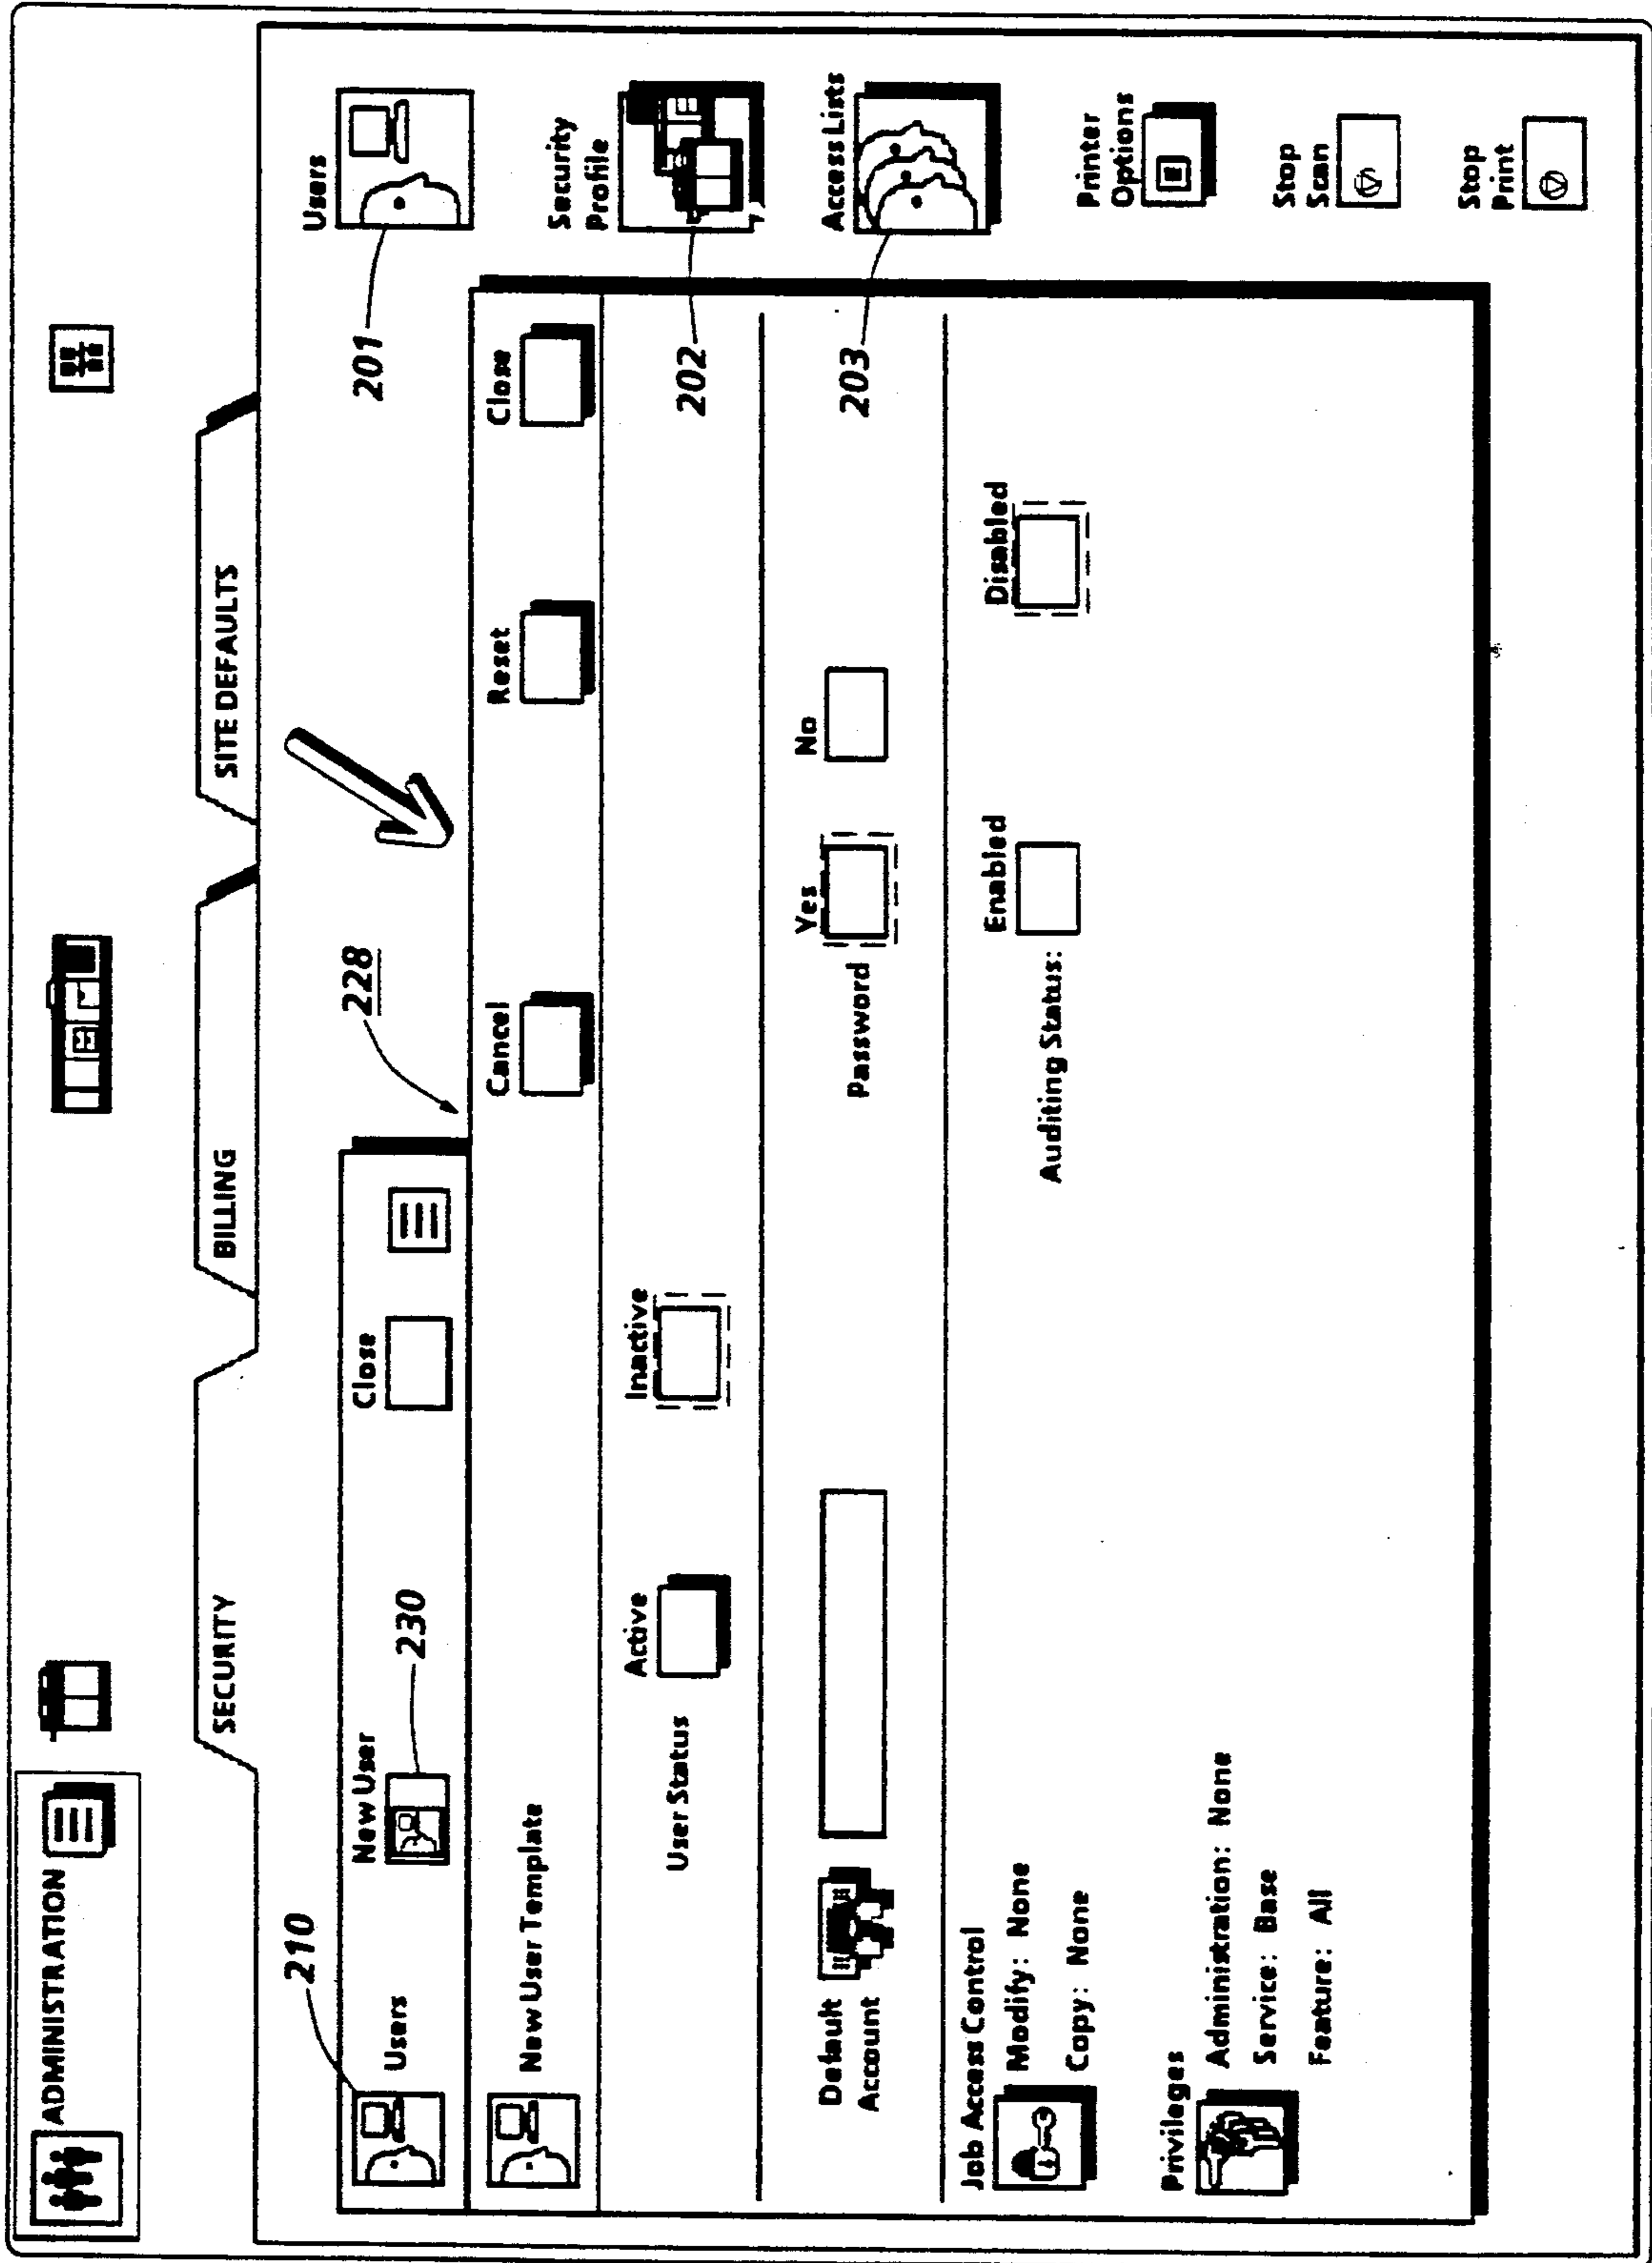 ADMINISTRATION
SECURITY
BILLING
SITE DEFAULTS
210
Users
New User
230
Close
228
201
Users
New User Template
Cancel
Reset
Close
User Status
Active
Inactive
202
Security
Profile
Default
Account
Password
Yes
No
203
Access Lists
Job Access Control
Modify: None
Copy: None
Auditing Status:
Enabled
Disabled
Printer
Options
Privileges
Administration: None
Service: Base
Feature: All
Stop
Scan
Stop
Print